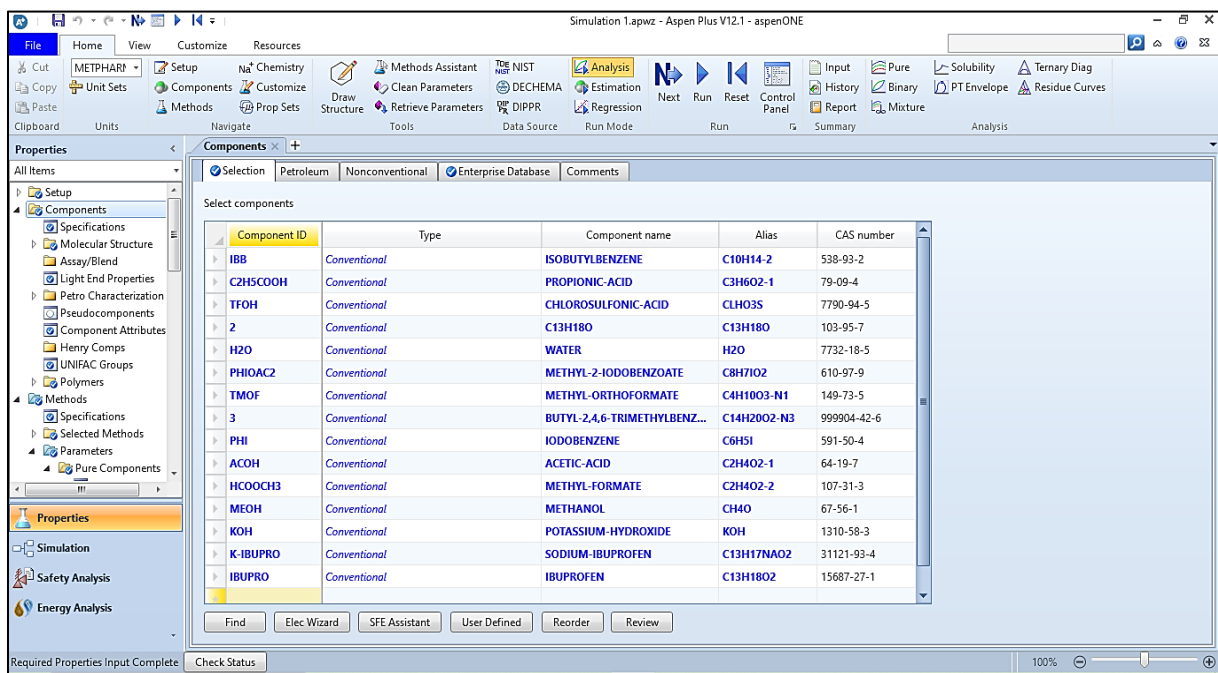 Simulation 1.apwz - Aspen Plus V12.1 - aspenONE
File Home View Customize Resources
Cut METPHAR Setup Na+ Chemistry Methods Assistant NIST Analysis Input Pure Solubility Ternary Diag
Copy Unit Sets Components Customize Draw Structure Clean Parameters DECHEMA Estimation Next Run Reset Control Panel History Binary PT Envelope Residue Curves
Paste Methods Prop Sets Retrieve Parameters DIPPR Regression Report Mixture
Clipboard Units Navigate Tools Data Source Run Mode Run Summary Analysis
Properties
All Items
Setup
Components
Specifications
Molecular Structure
Assay/Blend
Light End Properties
Petro Characterization
Pseudocomponents
Component Attributes
Henry Comps
UNIFAC Groups
Polymers
Methods
Specifications
Selected Methods
Parameters
Pure Components
Properties
Simulation
Safety Analysis
Energy Analysis
Components
Selection Petroleum Nonconventional Enterprise Database Comments
Select components
Component ID Type Component name Alias CAS number
IBB Conventional ISOBUTYLBENZENE C10H14-2 538-93-2
C2H5COOH Conventional PROPIONIC-ACID C3H6O2-1 79-09-4
TFOH Conventional CHLOROSULFONIC-ACID CLHO3S 7790-94-5
2 Conventional C13H18O C13H18O 103-95-7
H2O Conventional WATER H2O 7732-18-5
PHIOAC2 Conventional METHYL-2-IODOBENZOATE C8H7IO2 610-97-9
TMOF Conventional METHYL-ORTHOFORMATE C4H10O3-N1 149-73-5
3 Conventional BUTYL-2,4,6-TRIMETHYLBENZ... C14H20O2-N3 999904-42-6
PHI Conventional IODOBENZENE C6H5I 591-50-4
ACOH Conventional ACETIC-ACID C2H4O2-1 64-19-7
HCOOCH3 Conventional METHYL-FORMATE C2H4O2-2 107-31-3
MEOH Conventional METHANOL CH4O 67-56-1
KOH Conventional POTASSIUM-HYDROXIDE KOH 1310-58-3
K-IBUPRO Conventional SODIUM-IBUPROFEN C13H17NAO2 31121-93-4
IBUPRO Conventional IBUPROFEN C13H18O2 15687-27-1
Find Elec Wizard SFE Assistant User Defined Reorder Review
Required Properties Input Complete Check Status 100%